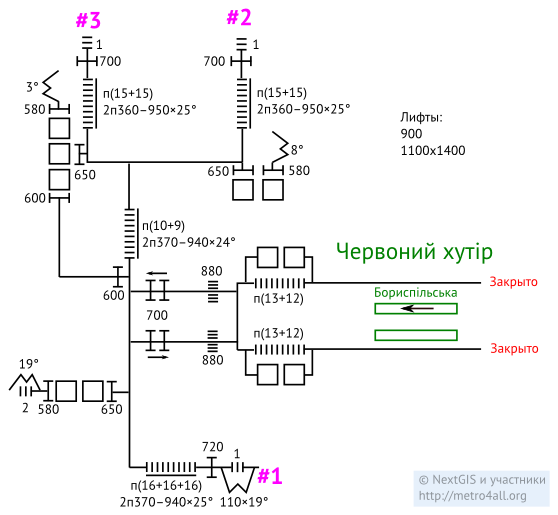 #3
#2
1
700
1
700
п(15+15)
2п360–950×25°
п(15+15)
2п360–950×25°
3°
580
Лифты:
900
1100х1400
8°
650
650
580
600
п(10+9)
2п370–940×24°
Червоний хутір
880
600
Закрыто
п(13+12)
Бориспільська
700
п(13+12)
Закрыто
880
19°
2
580
650
720
1
#1
п(16+16+16)
2п370–940×25°
110×19°
© NextGIS и участники
http://metro4all.org